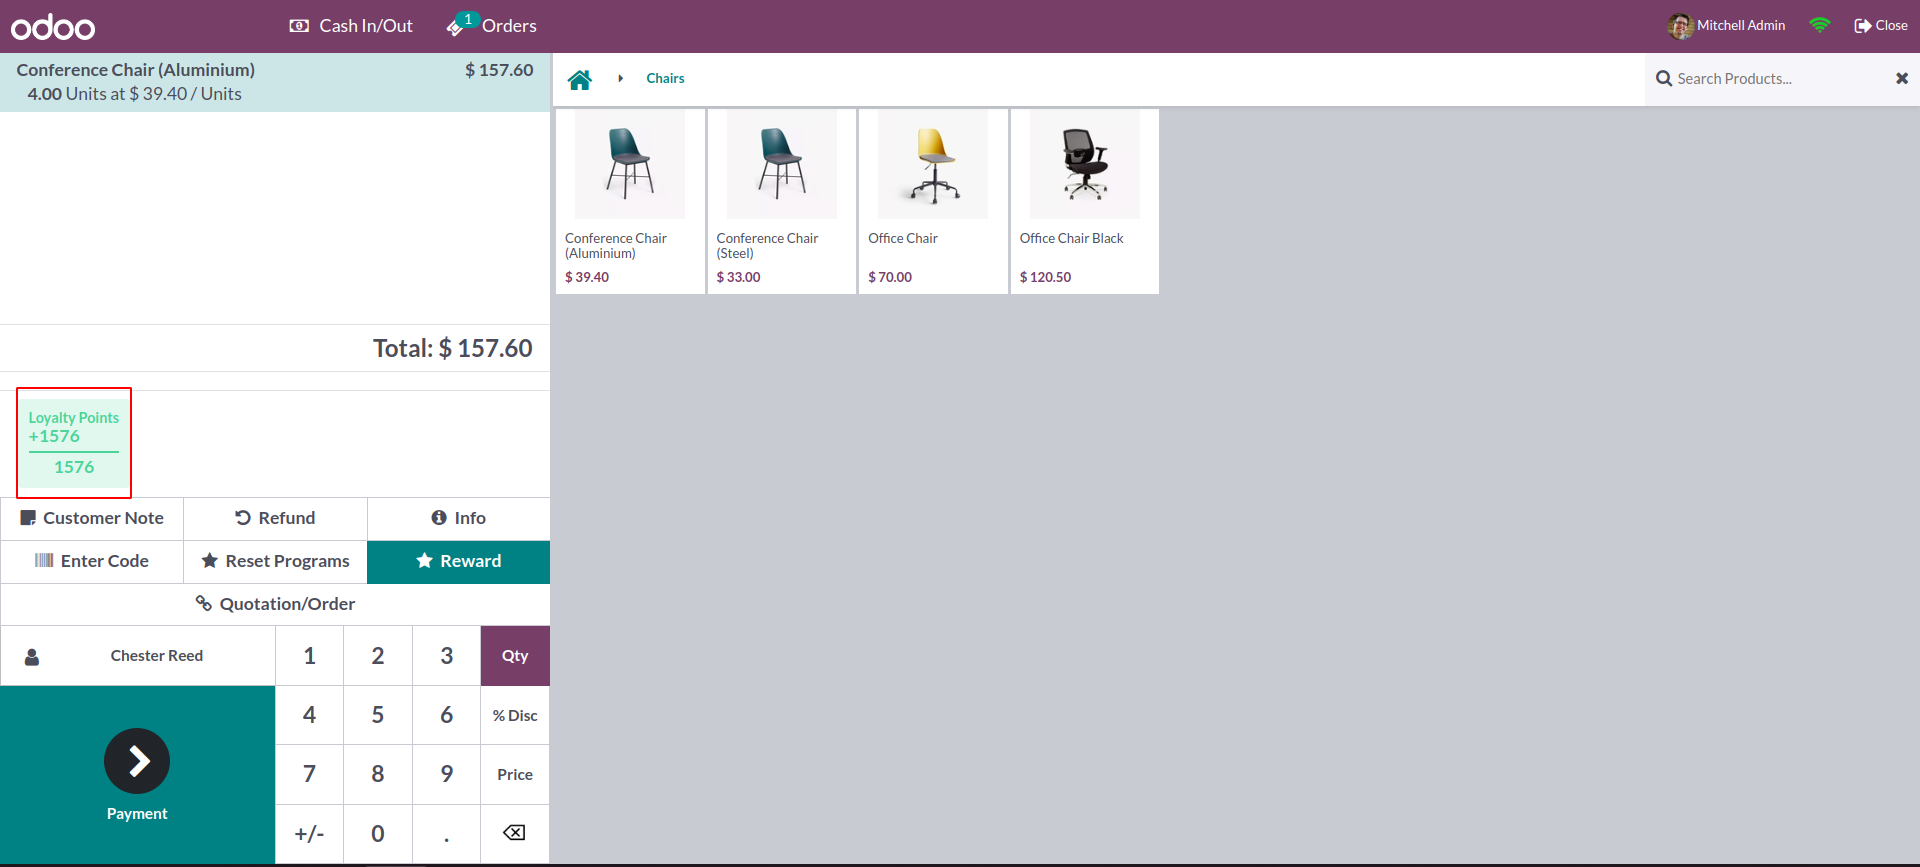 odoo
Cash In/Out
1
Orders
Mitchell Admin
Close
Conference Chair (Aluminium)
$ 157.60
4.00 Units at $ 39.40 / Units
Total: $ 157.60
Loyalty Points
+1576
1576
Customer Note
Refund
Info
Enter Code
Reset Programs
Reward
Quotation/Order
Chester Reed
Payment
1
2
3
Qty
4
5
6
% Disc
7
8
9
Price
+/-
0
.
Chairs
Search Products...
Conference Chair
(Aluminium)
$ 39.40
Conference Chair
(Steel)
$ 33.00
Office Chair
$ 70.00
Office Chair Black
$ 120.50